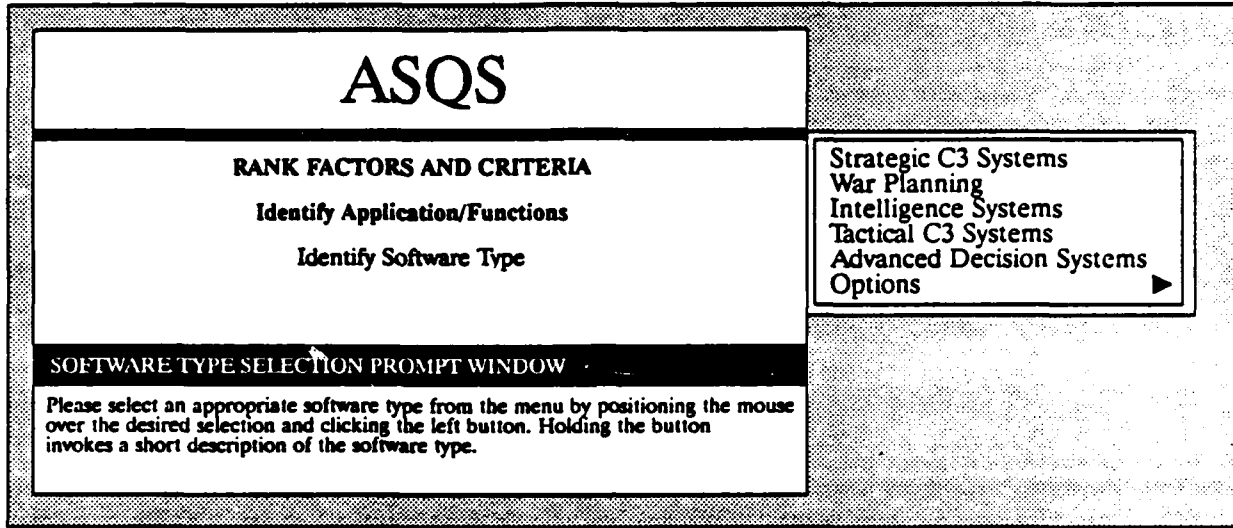 ASQS
RANK FACTORS AND CRITERIA
Identify Application/Functions
Identify Software Type
Strategic C3 Systems
War Planning
Intelligence Systems
Tactical C3 Systems
Advanced Decision Systems
Options
SOFTWARE TYPE SELECTION PROMPT WINDOW
Please select an appropriate software type from the menu by positioning the mouse
over the desired selection and clicking the left button. Holding the button
invokes a short description of the software type.